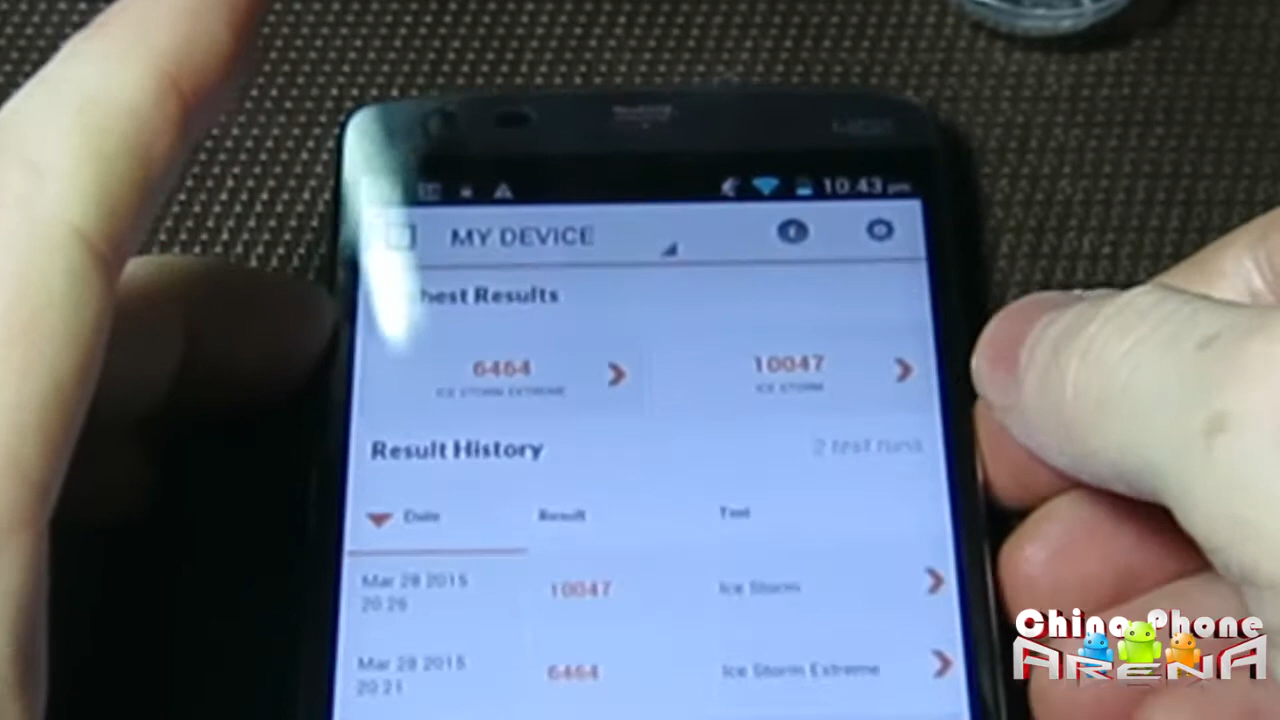 10.43 pm
MY DEVICE
hest Results
6464
10047
ICE STORM EXTREME
ICE STORM
Result History
2 test runs
Date
Result
Test
Mar 28 2015
20 26
10047
Ice Storm
Mar 28 2015
20 21
6464
Ice Storm Extreme
China Phone
ARENA